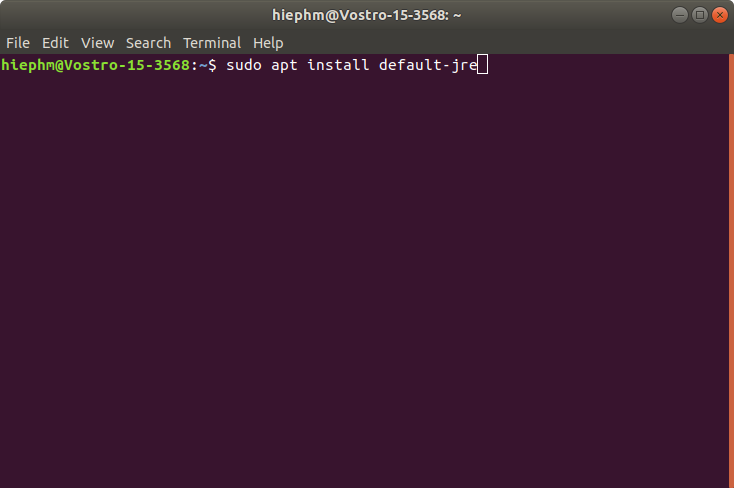 hiephm@Vostro-15-3568: ~
File Edit View Search Terminal Help
hiephm@Vostro-15-3568:~$ sudo apt install default-jre